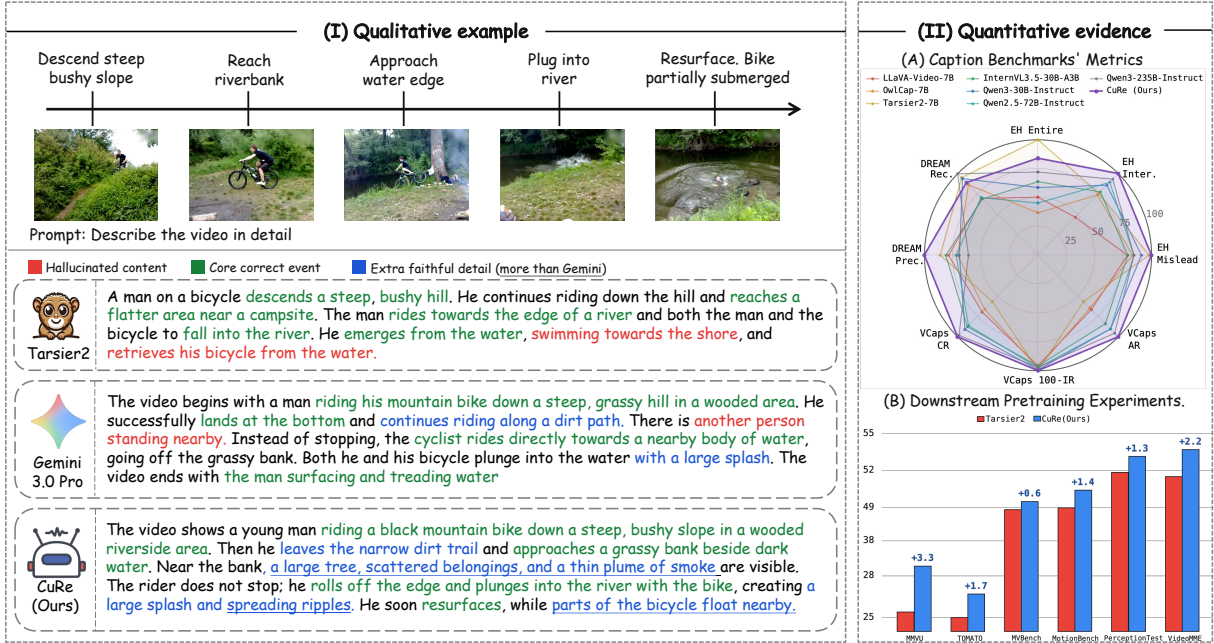 (I) Qualitative example
Descend steep
bushy slope
Reach
riverbank
Approach
water edge
Plug into
river
Resurface. Bike
partially submerged
Prompt: Describe the video in detail
Hallucinated content
Core correct event
Extra faithful detail (more than Gemini)
Tarsier2
A man on a bicycle descends a steep, bushy hill. He continues riding down the hill and reaches a
flatter area near a campsite. The man rides towards the edge of a river and both the man and the
bicycle to fall into the river. He emerges from the water, swimming towards the shore, and
retrieves his bicycle from the water.
Gemini
3.0 Pro
The video begins with a man riding his mountain bike down a steep, grassy hill in a wooded area. He
successfully lands at the bottom and continues riding along a dirt path. There is another person
standing nearby. Instead of stopping, the cyclist rides directly towards a nearby body of water,
going off the grassy bank. Both he and his bicycle plunge into the water with a large splash. The
video ends with the man surfacing and treading water
CuRe
(Ours)
The video shows a young man riding a black mountain bike down a steep, bushy slope in a wooded
riverside area. Then he leaves the narrow dirt trail and approaches a grassy bank beside dark
water. Near the bank, a large tree, scattered belongings, and a thin plume of smoke are visible.
The rider does not stop; he rolls off the edge and plunges into the river with the bike, creating a
large splash and spreading ripples. He soon resurfaces, while parts of the bicycle float nearby.
(II) Quantitative evidence
(A) Caption Benchmarks' Metrics
LLaVA-Video-7B
OwlCap-7B
Tarsier2-7B
InternVL3.5-30B-A3B
Qwen3-30B-Instruct
Qwen2.5-72B-Instruct
Qwen3-235B-Instruct
CuRe (Ours)
EH Entire
EH
Inter.
EH
Mislead
VCaps
AR
VCaps 100-IR
VCaps
CR
DREAM
Prec.
DREAM
Rec.
25
50
75
100
(B) Downstream Pretraining Experiments.
Tarsier2
CuRe(Ours)
55
52
49
38
28
25
+3.3
+1.7
+0.6
+1.4
+1.3
+2.2
MMVU
TOMATO
MVBench
MotionBench
PerceptionTest
VideoMME